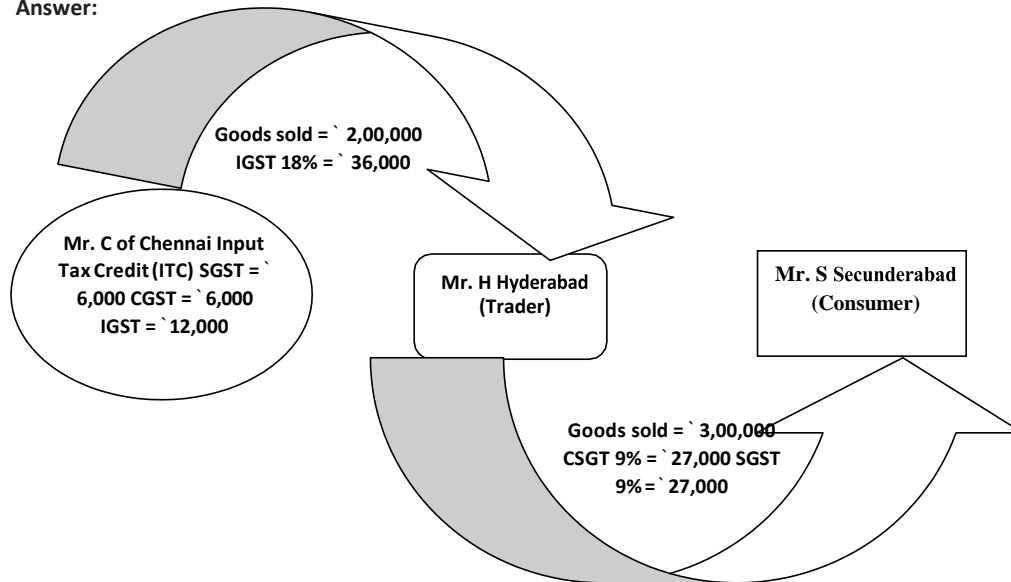 Answer:
Goods sold = ` 2,00,000
IGST 18% = ` 36,000
Mr. C of Chennai Input
Tax Credit (ITC) SGST = `
6,000 CGST = ` 6,000
IGST = ` 12,000
Mr. H Hyderabad
(Trader)
Mr. S Secunderabad
(Consumer)
Goods sold = ` 3,00,000
CSGT 9% = ` 27,000 SGST
9% = ` 27,000